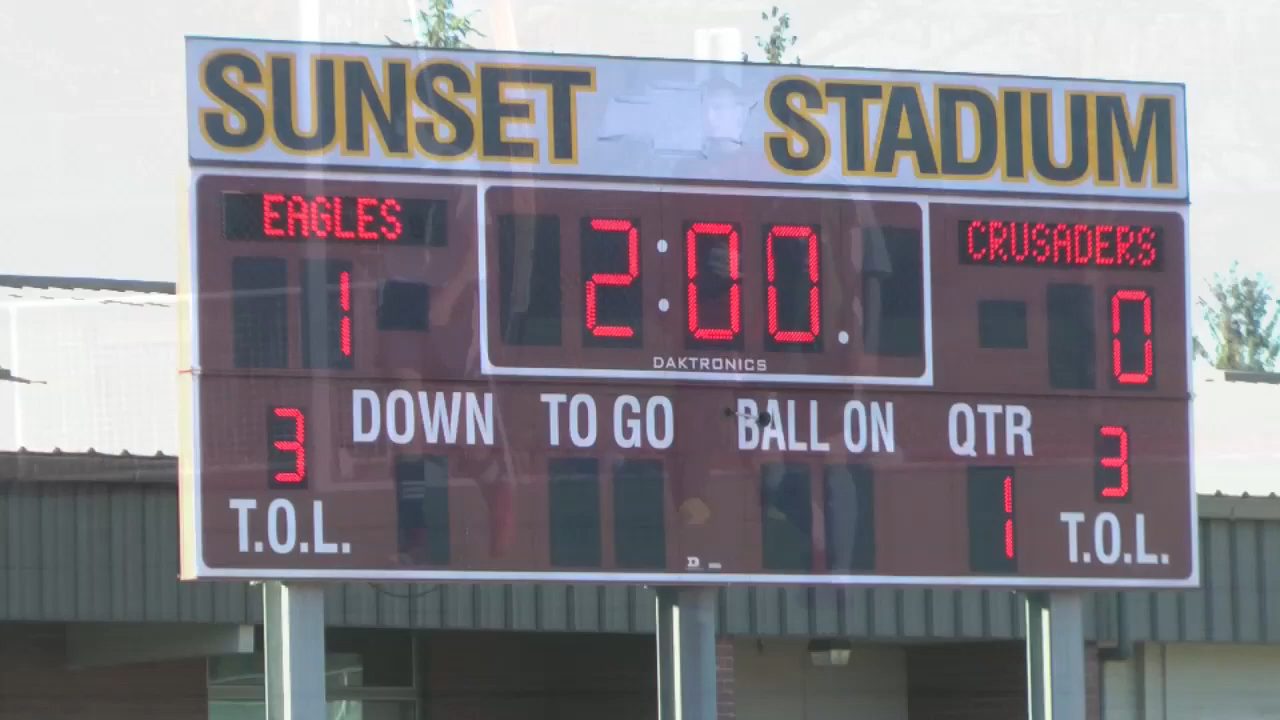 SUNSET STADIUM
EAGLES 2:00. CRUSADERS
1 0
DAKTRONICS
3 DOWN TO GO BALL ON QTR 3
T.O.L. 1 T.O.L.